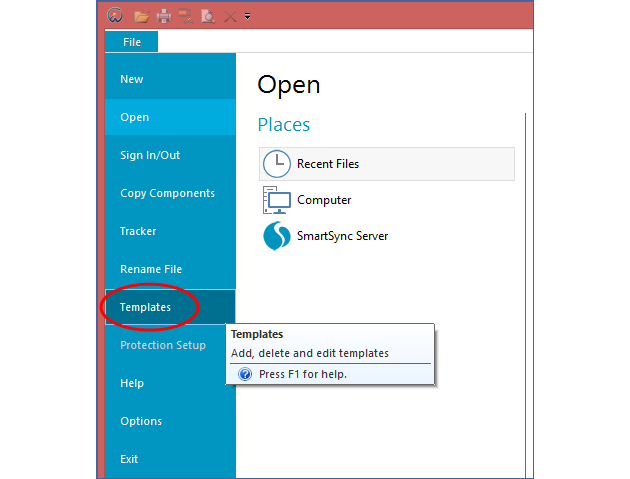 File
New
Open
Sign In/Out
Copy Components
Tracker
Rename File
Templates
Protection Setup
Help
Options
Exit
Open
Places
Recent Files
Computer
SmartSync Server
Templates
Add, delete and edit templates
Press F1 for help.